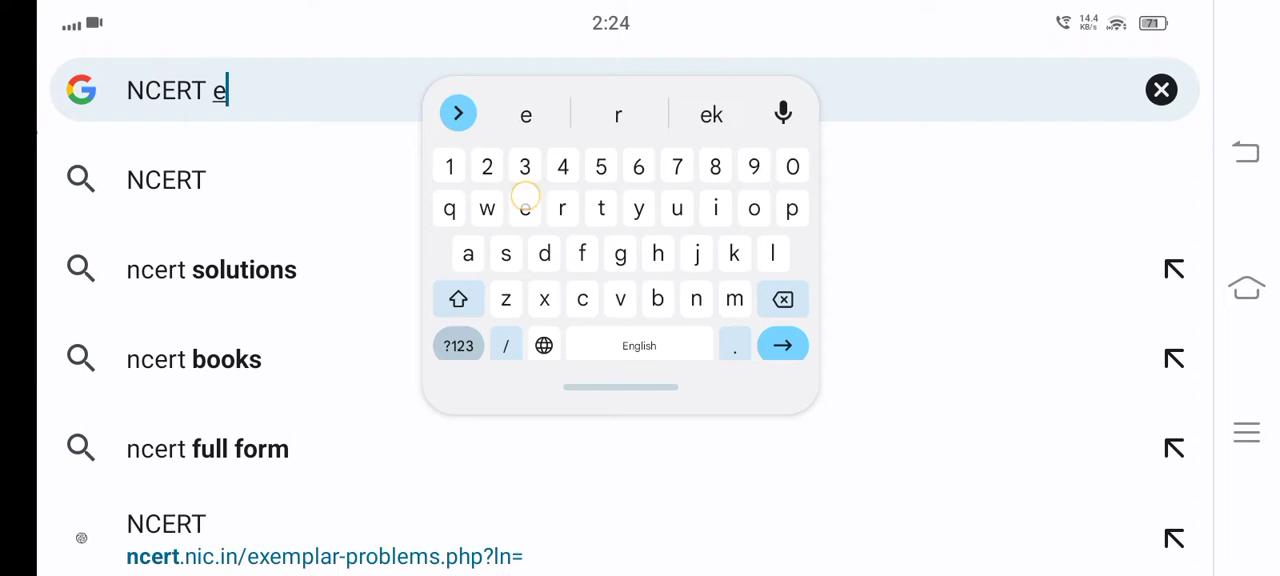 2:24
14.4
KB/s
71
NCERT e
e r ek
1 2 3 4 5 6 7 8 9 0
q w e r t y u i o p
a s d f g h j k l
z x c v b n m
?123 / English .
NCERT
ncert solutions
ncert books
ncert full form
NCERT
ncert.nic.in/exemplar-problems.php?ln=